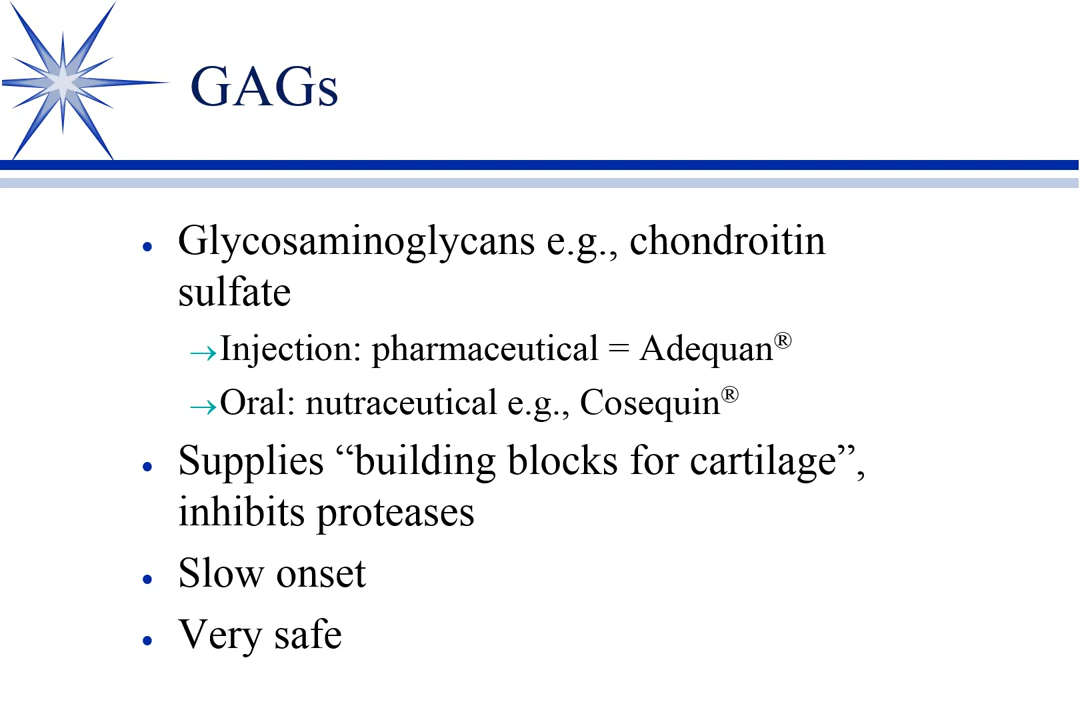 GAGs
• Glycosaminoglycans e.g., chondroitin
sulfate
→Injection: pharmaceutical = Adequan®
→Oral: nutraceutical e.g., Cosequin®
• Supplies “building blocks for cartilage”,
inhibits proteases
• Slow onset
• Very safe